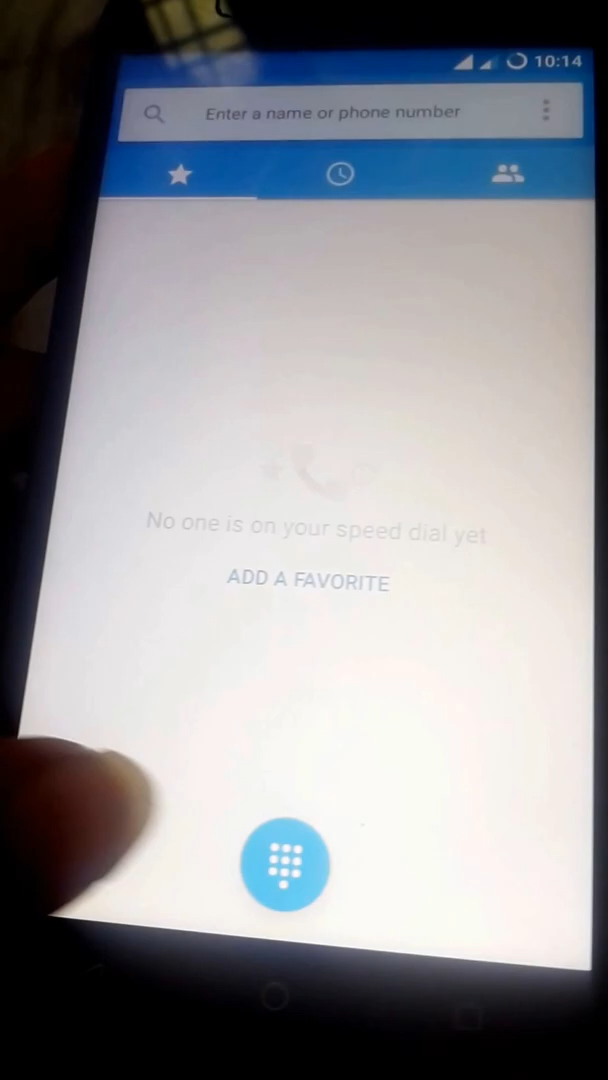 10:14
Enter a name or phone number
No one is on your speed dial yet
ADD A FAVORITE